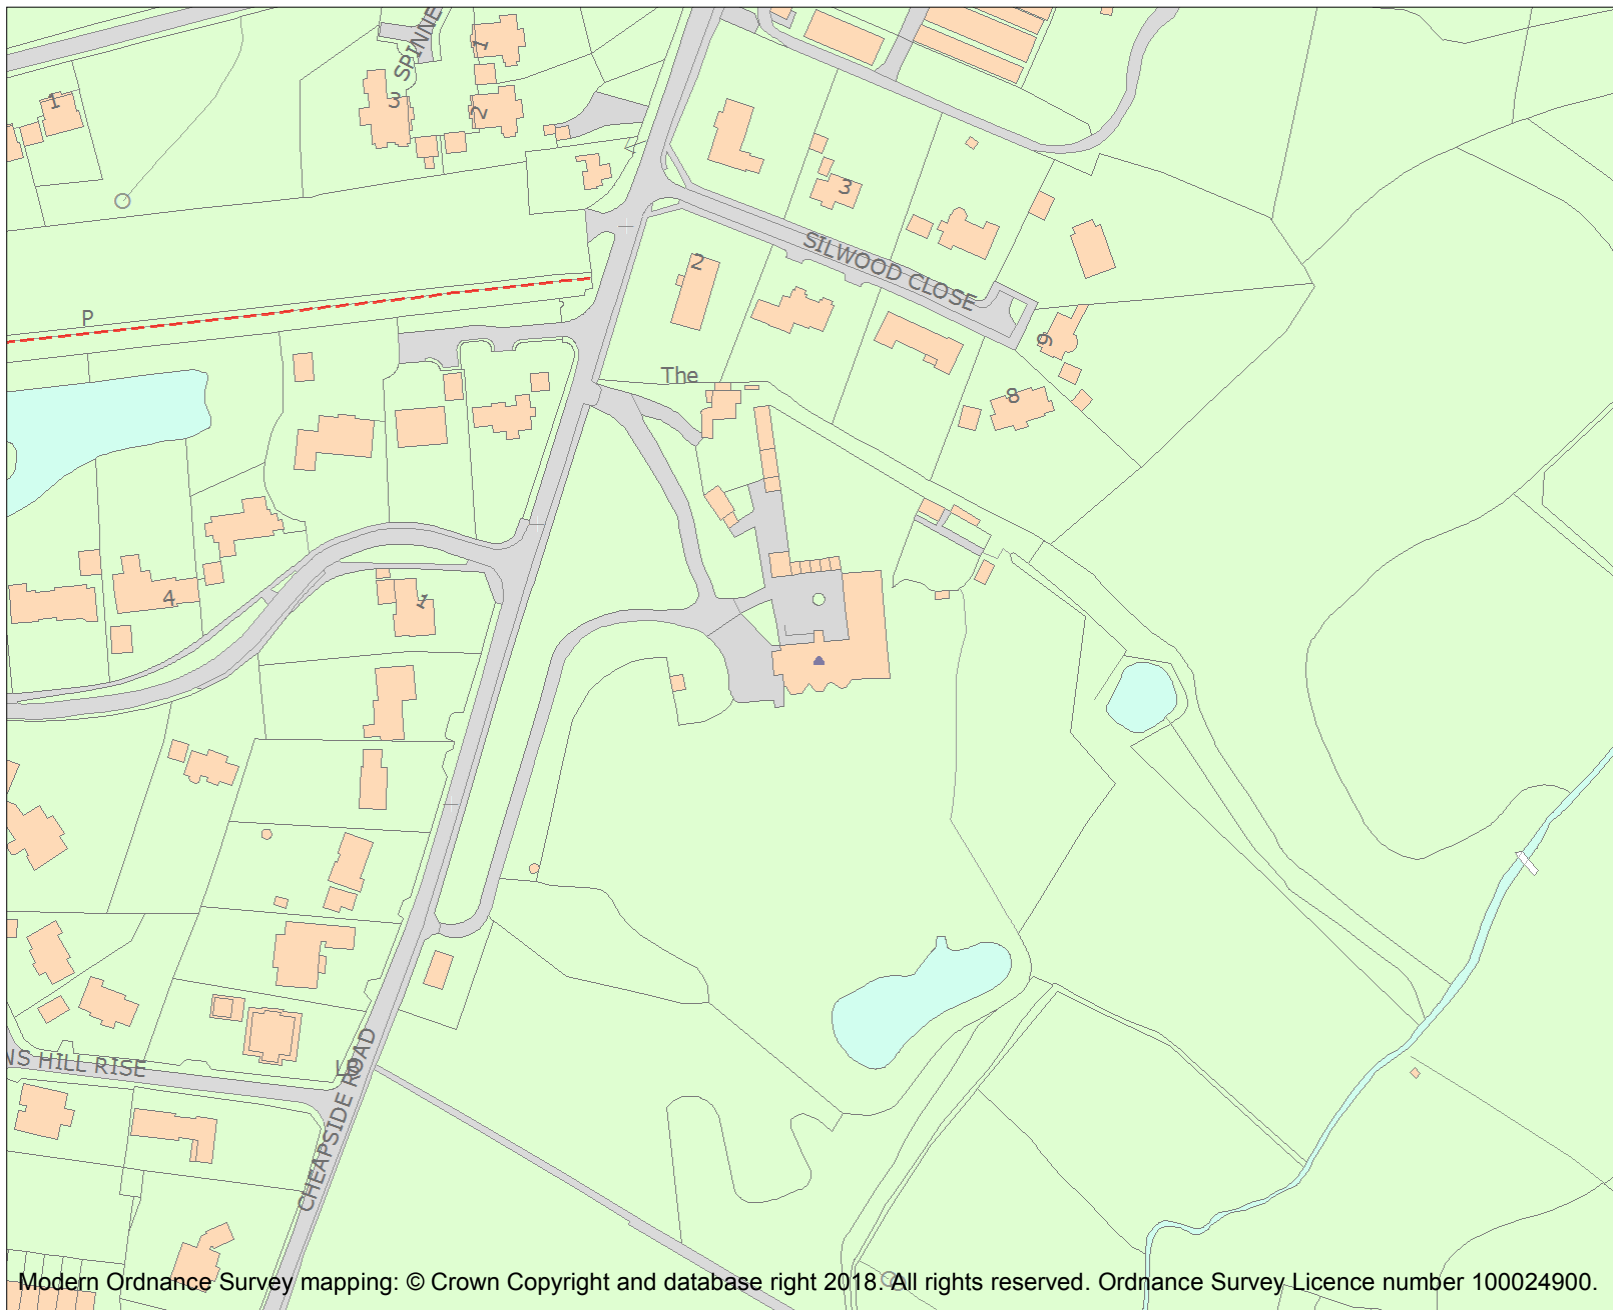 SPINNE
1
3
2
1
3
SILWOOD CLOSE
2
P
The
9
8
4
1
NS HILL RISE
LB
CHEAPSIDE ROAD
Modern Ordnance Survey mapping: © Crown Copyright and database right 2018. All rights reserved. Ordnance Survey Licence number 100024900.